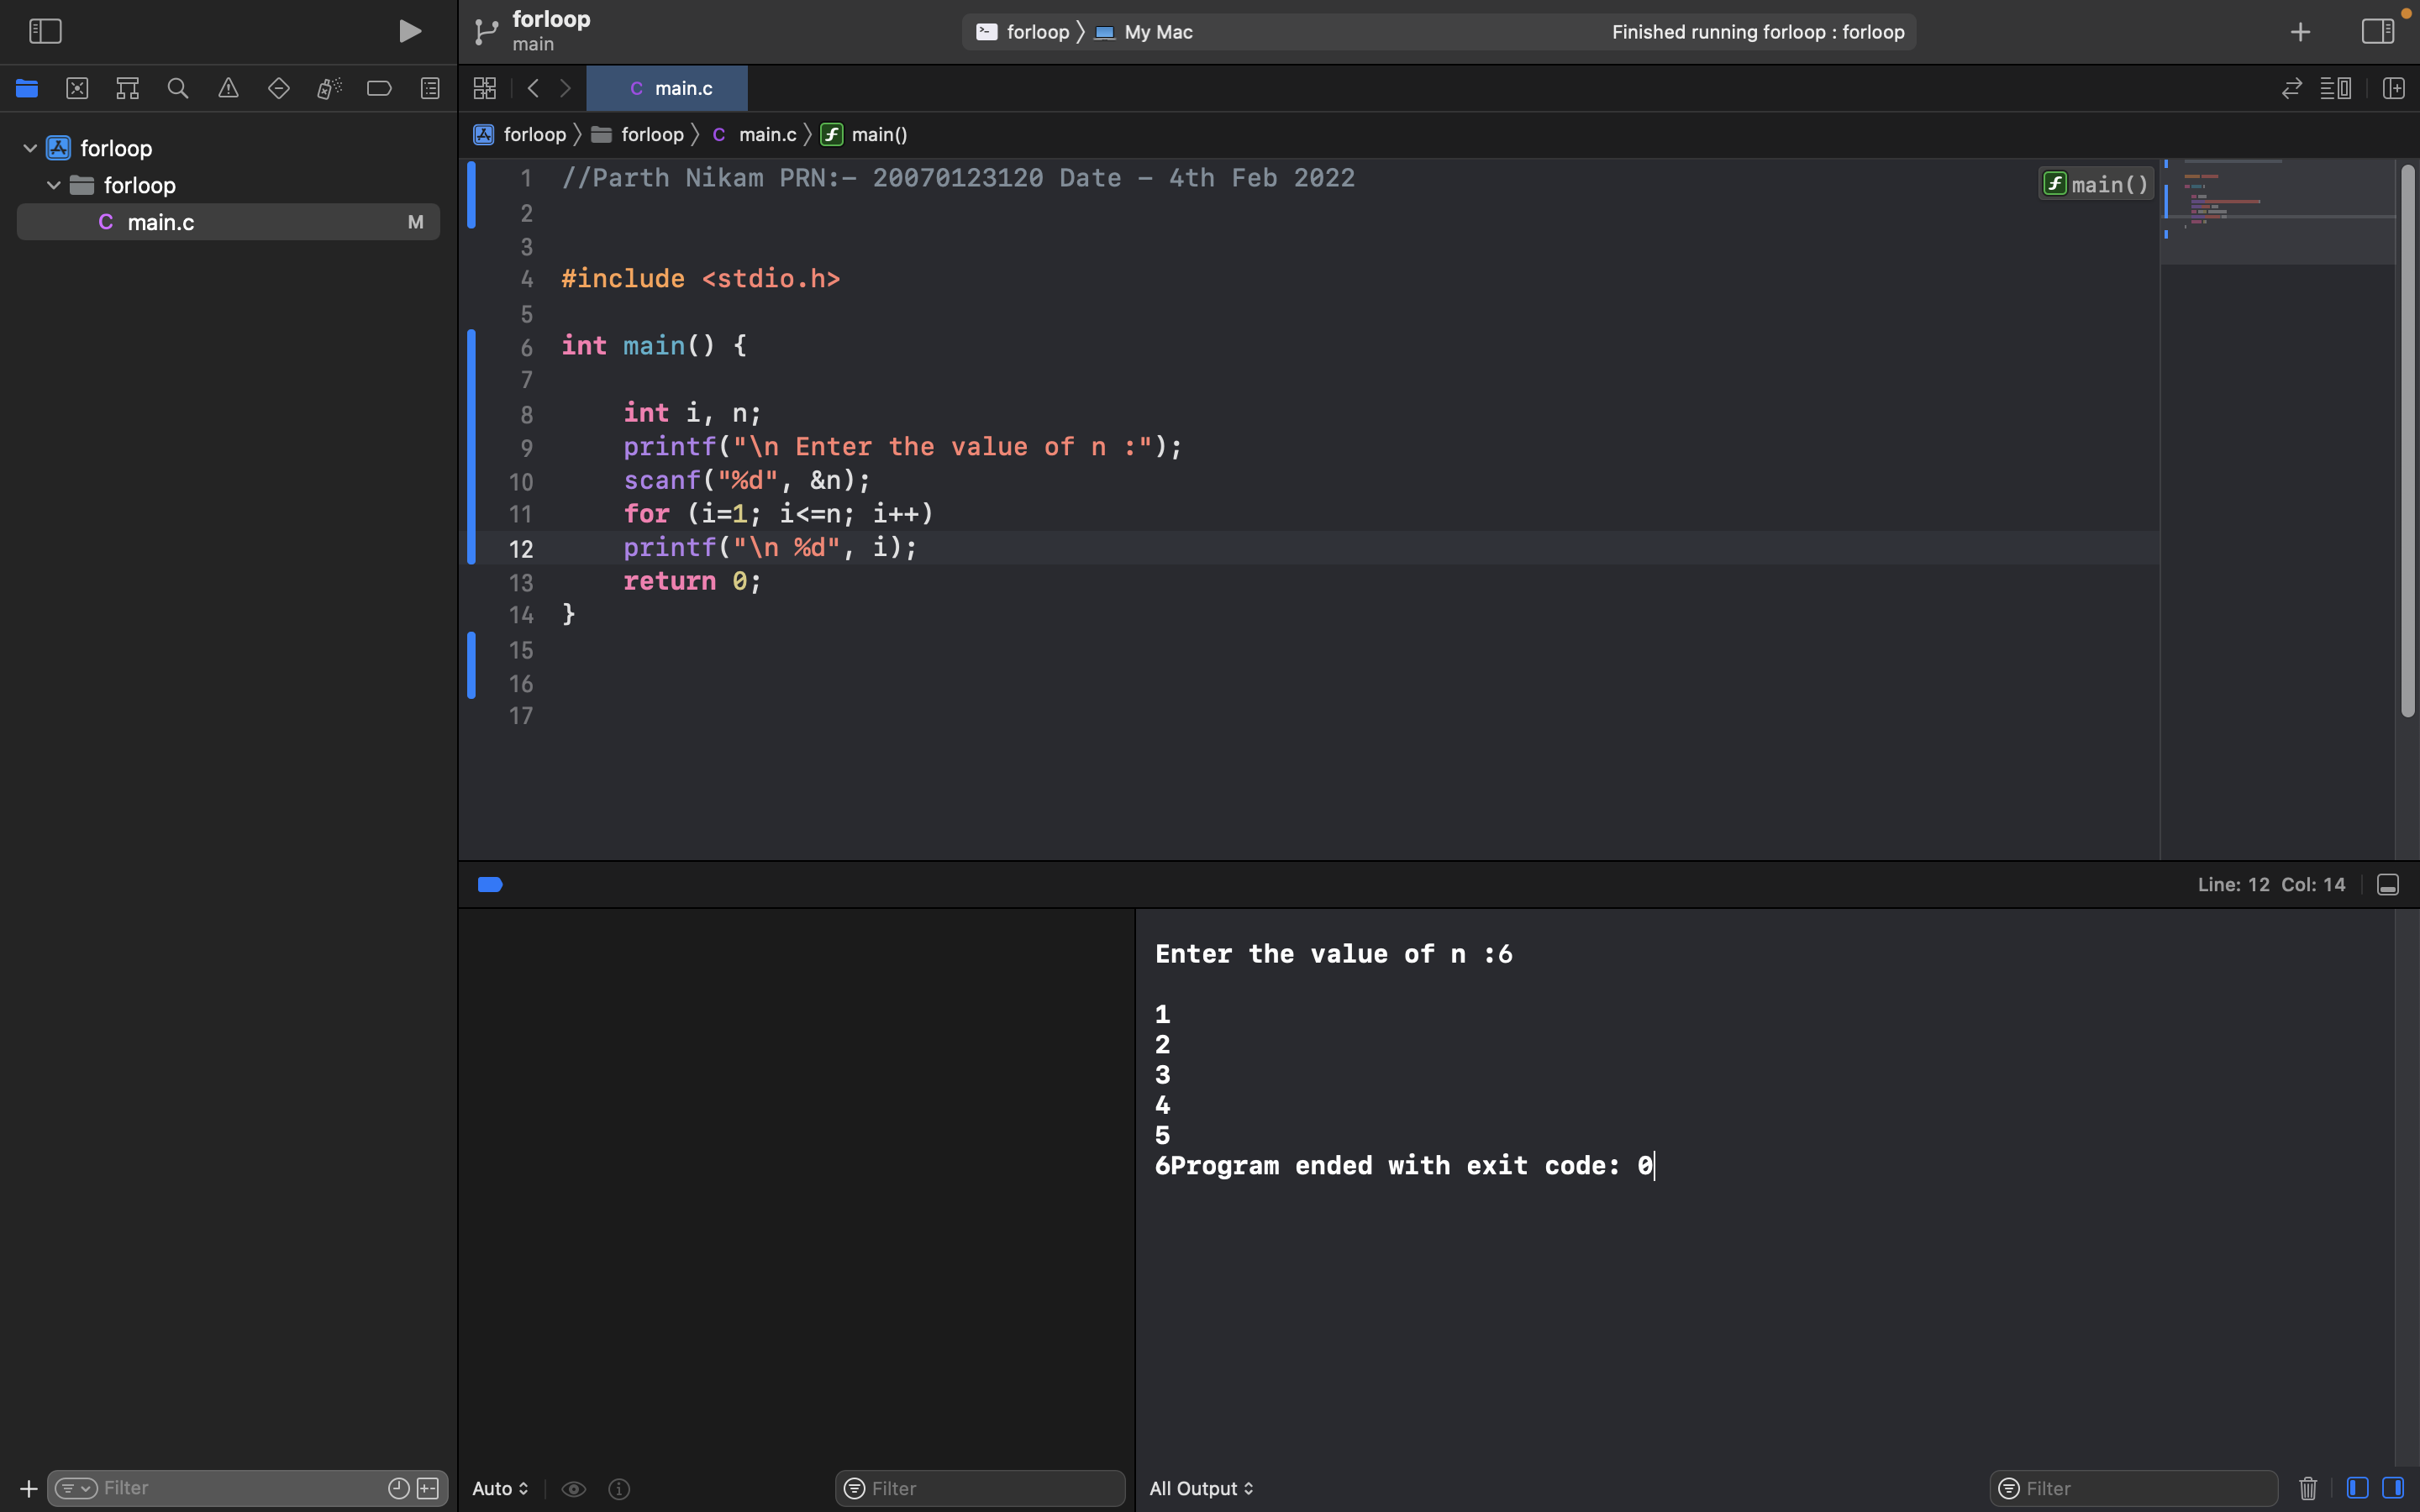 forloop
main
forloop 〉 My Mac
Finished running forloop : forloop
C main.c
forloop 〉 forloop 〉 C main.c 〉 f main()
forloop
forloop
C main.c M
f main()
1 //Parth Nikam PRN:- 20070123120 Date - 4th Feb 2022
2
3
4 #include <stdio.h>
5
6 int main() {
7
8 int i, n;
9 printf("\n Enter the value of n :");
10 scanf("%d", &n);
11 for (i=1; i<=n; i++)
12 printf("\n %d", i);
13 return 0;
14 }
15
16
17
Line: 12 Col: 14
Enter the value of n :6
1
2
3
4
5
6Program ended with exit code: 0
Filter
Auto
Filter
All Output
Filter